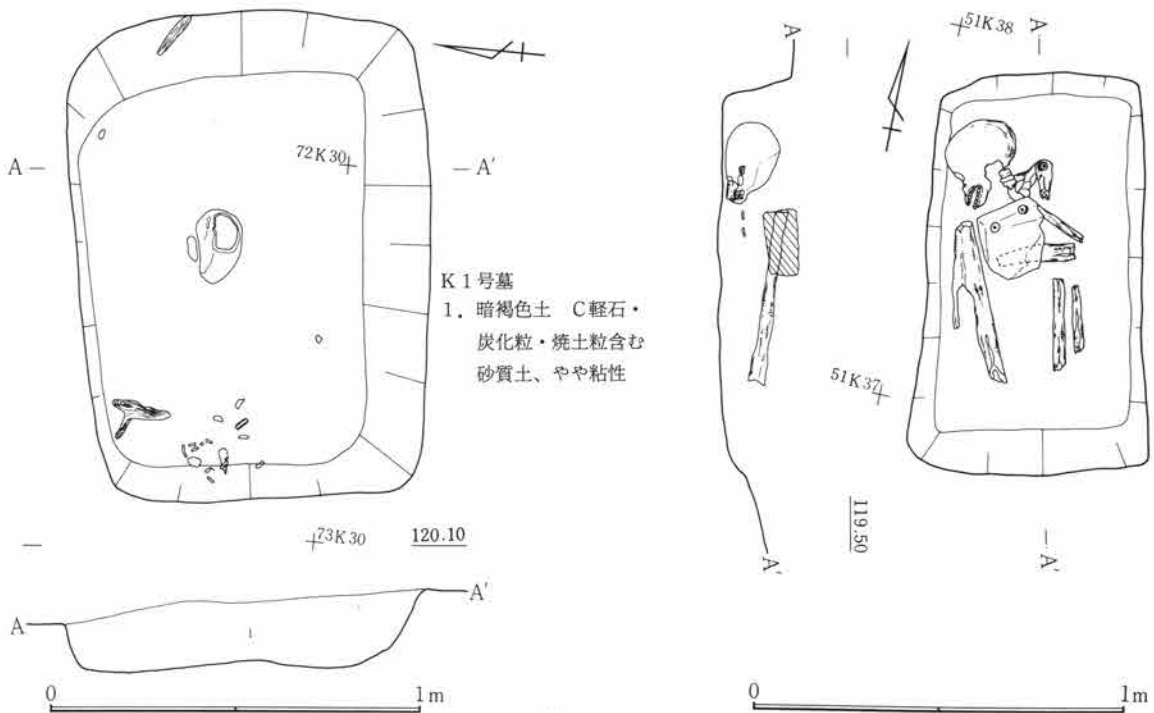 A
A'
72K30
K1号墓
1. 暗褐色土 C軽石・
炭化粒・焼土粒含む
砂質土、やや粘性
73K30
120.10
A
A'
1
0
1m
A
A'
51K38
A
51K37
119.50
A'
0
1m